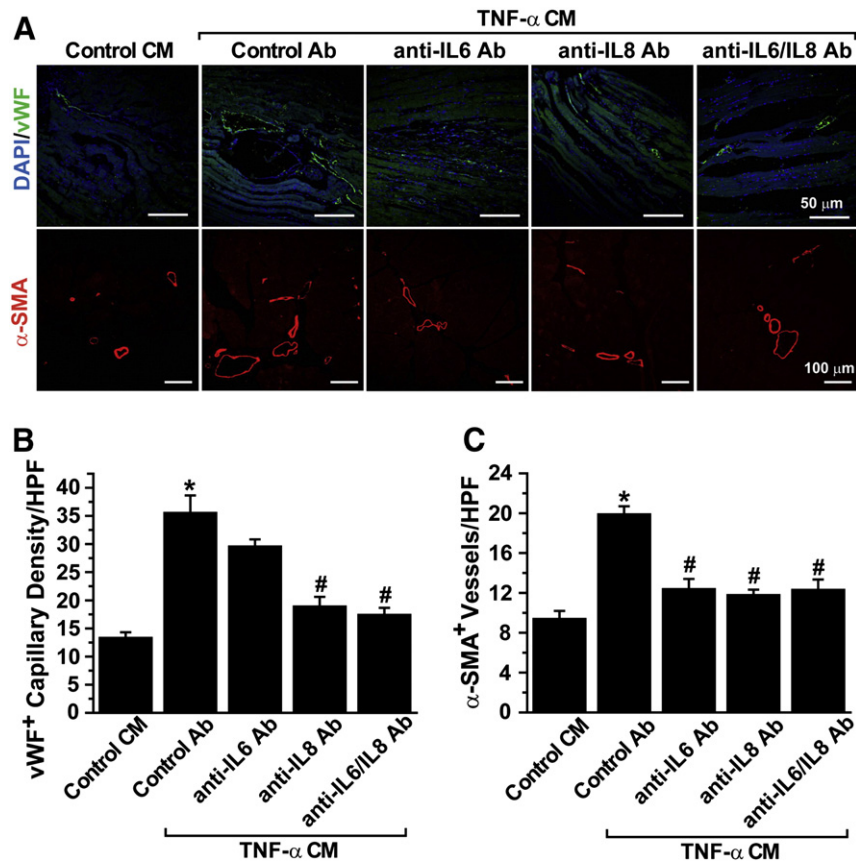 A
TNF-α CM
Control CM
Control Ab
anti-IL6 Ab
anti-IL8 Ab
anti-IL6/IL8 Ab
DAPI/vWF
50 μm
α-SMA
100 μm
B
vWF+ Capillary Density/HPF
40
35
30
25
20
15
10
5
0
*
#
#
Control CM
Control Ab
anti-IL6 Ab
anti-IL8 Ab
anti-IL6/IL8 Ab
TNF-α CM
C
α-SMA+ Vessels/HPF
24
20
16
12
8
4
0
*
#
#
#
Control CM
Control Ab
anti-IL6 Ab
anti-IL8 Ab
anti-IL6/IL8 Ab
TNF-α CM